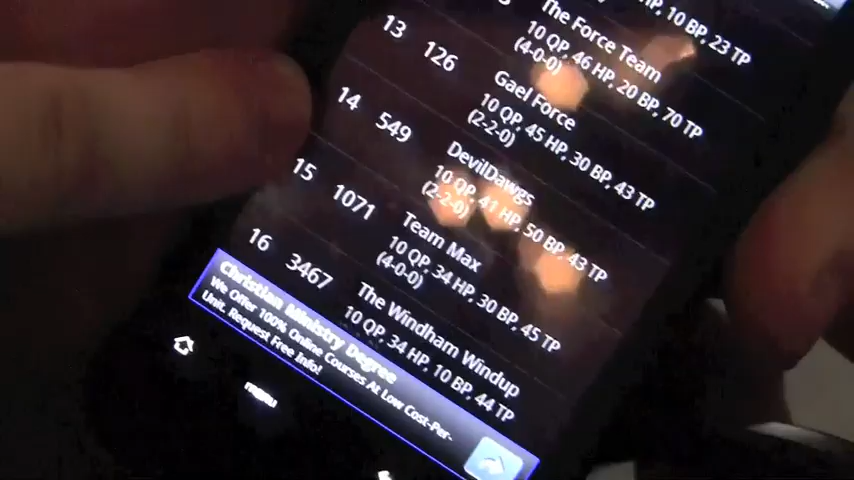 10 BP, 23 TP
The Force Team
10 QP, 46 HP, 20 BP, 70 TP
(4-0-0)
13 126 Gael Force
10 QP, 45 HP, 30 BP, 43 TP
(2-2-0)
14 549 DevilDawgs
10 QP, 41 HP, 50 BP, 43 TP
(2-2-0)
15 1071 Team Max
10 QP, 34 HP, 30 BP, 45 TP
(4-0-0)
16 3467 The Windham Windup
10 QP, 34 HP, 10 BP, 44 TP
Christian Ministry Degree
We Offer 100% Online Courses At Low Cost-Per-
Unit. Request Free Info!
menu